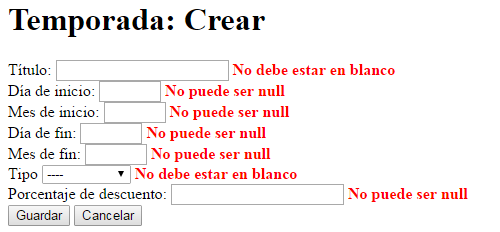 Temporada: Crear
Título: No debe estar en blanco
Día de inicio: No puede ser null
Mes de inicio: No puede ser null
Día de fin: No puede ser null
Mes de fin: No puede ser null
Tipo ---- No debe estar en blanco
Porcentaje de descuento: No puede ser null
Guardar Cancelar